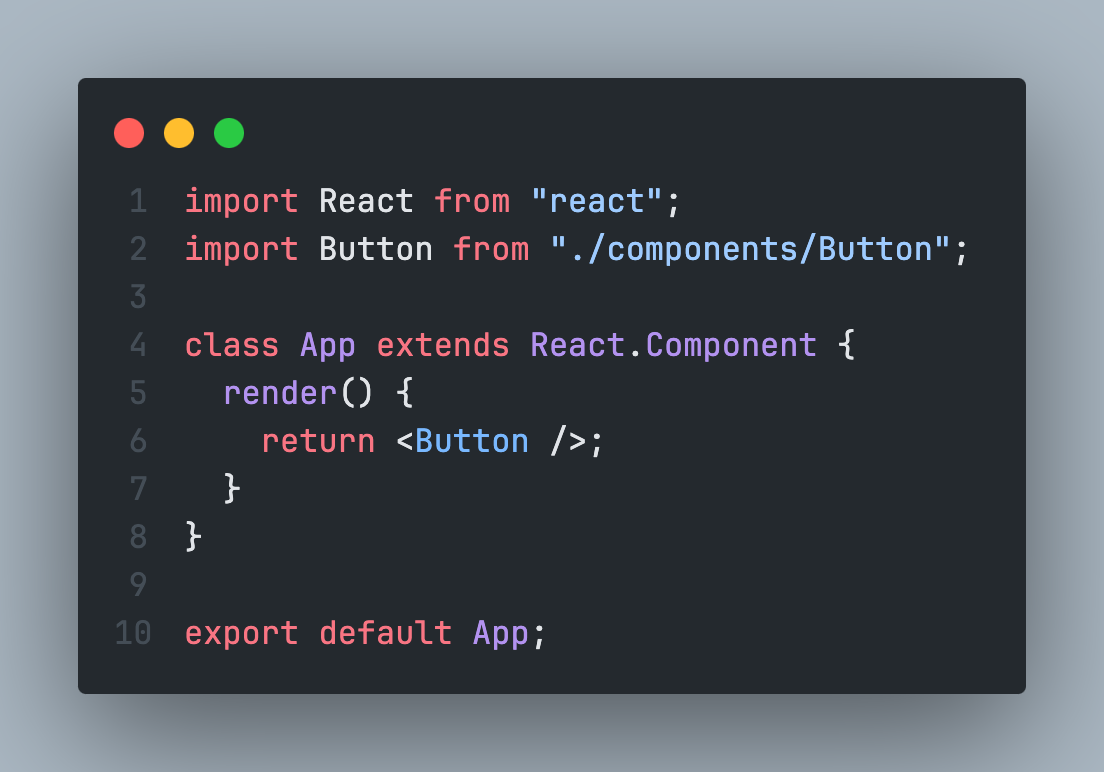 1 import React from "react";
2 import Button from "./components/Button";
3
4 class App extends React.Component {
5   render() {
6     return <Button />;
7   }
8 }
9
10 export default App;